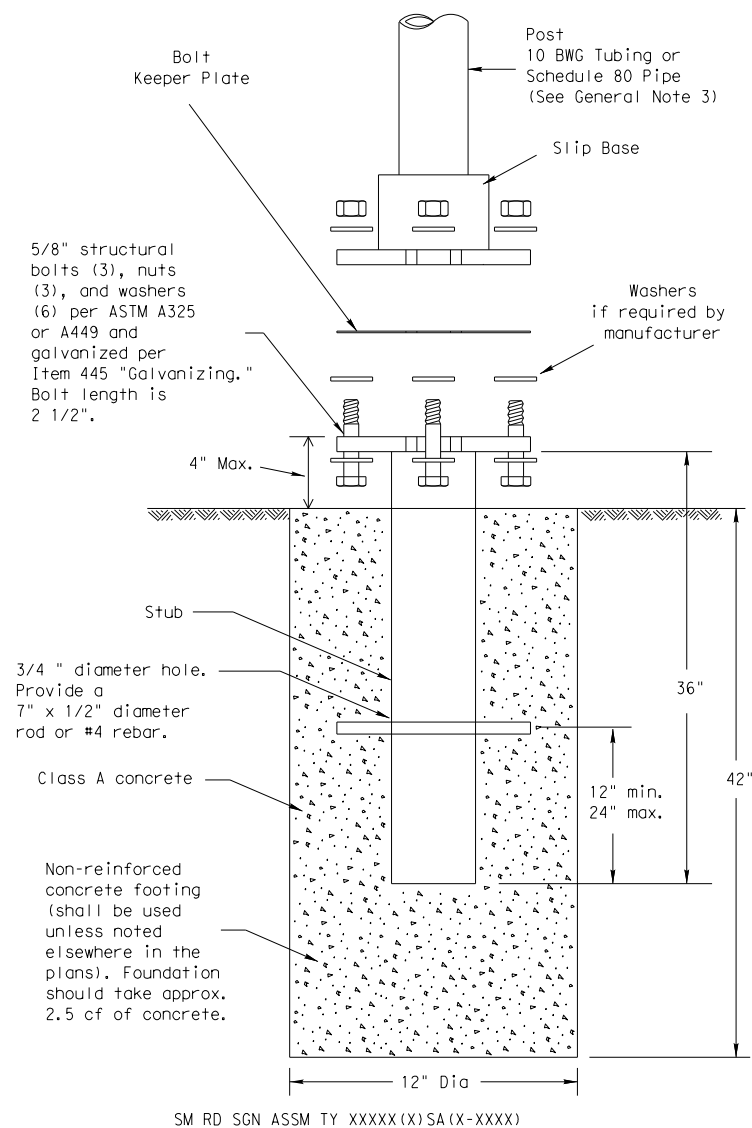 Bolt
Keeper Plate
Post
10 BWG Tubing or
Schedule 80 Pipe
(See General Note 3)
Slip Base
5/8" structural
bolts (3), nuts
(3), and washers
(6) per ASTM A325
or A449 and
galvanized per
Item 445 "Galvanizing."
Bolt length is
2 1/2".
Washers
if required by
manufacturer
4" Max.
Stub
3/4 " diameter hole.
Provide a
7" x 1/2" diameter
rod or #4 rebar.
36"
Class A concrete
12" min.
24" max.
42"
Non-reinforced
concrete footing
(shall be used
unless noted
elsewhere in the
plans). Foundation
should take approx.
2.5 cf of concrete.
12" Dia
SM RD SGN ASSM TY XXXXX(X)SA(X-XXXX)